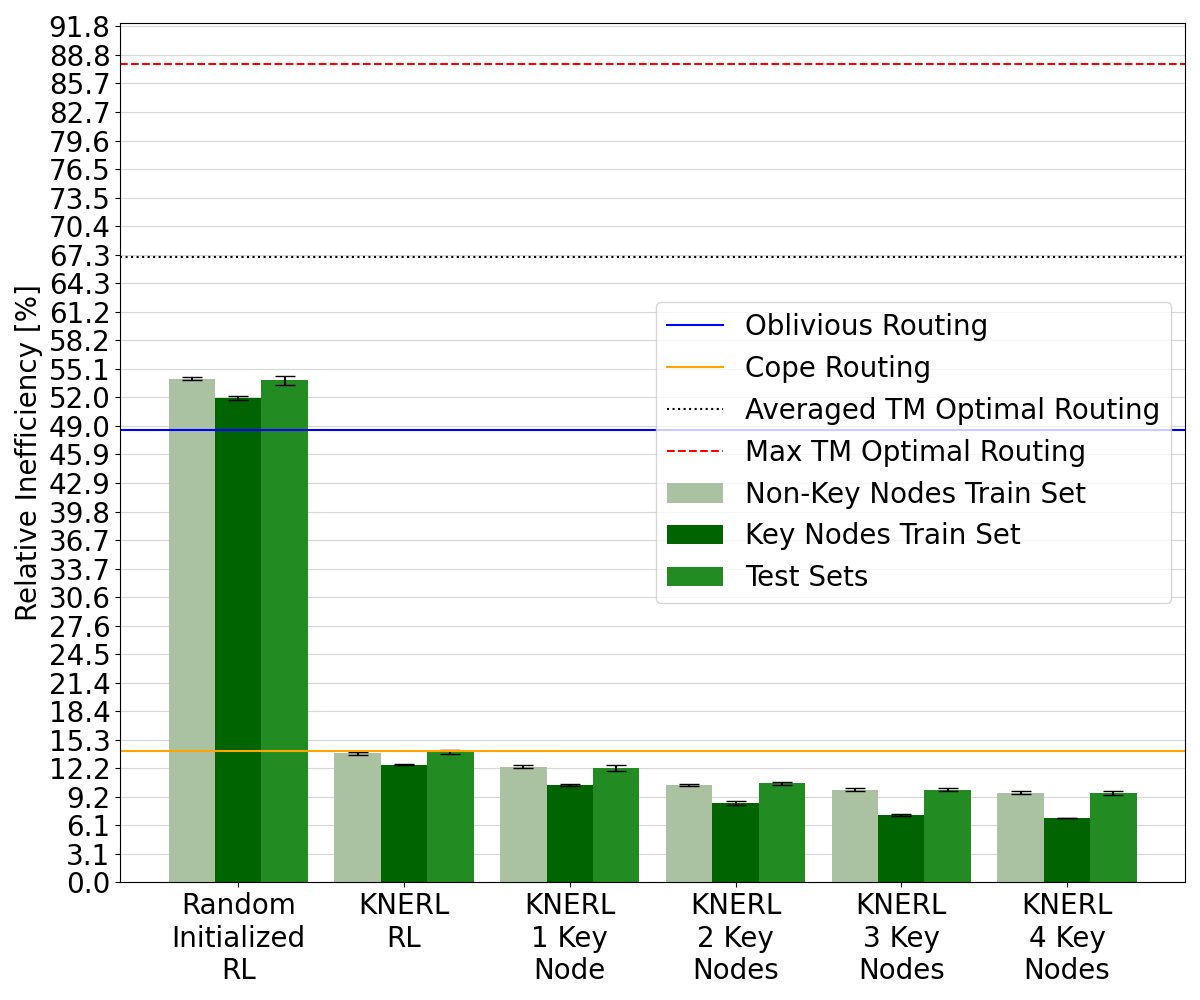 91.8
88.8
85.7
82.7
79.6
76.5
73.5
70.4
67.3
64.3
61.2
58.2
55.1
52.0
49.0
45.9
42.9
39.8
36.7
33.7
30.6
27.6
24.5
21.4
18.4
15.3
12.2
9.2
6.1
3.1
0.0
Relative Inefficiency [%]
Oblivious Routing
Cope Routing
Averaged TM Optimal Routing
Max TM Optimal Routing
Non-Key Nodes Train Set
Key Nodes Train Set
Test Sets
Random
Initialized
RL
KNERL
RL
KNERL
1 Key
Node
KNERL
2 Key
Nodes
KNERL
3 Key
Nodes
KNERL
4 Key
Nodes